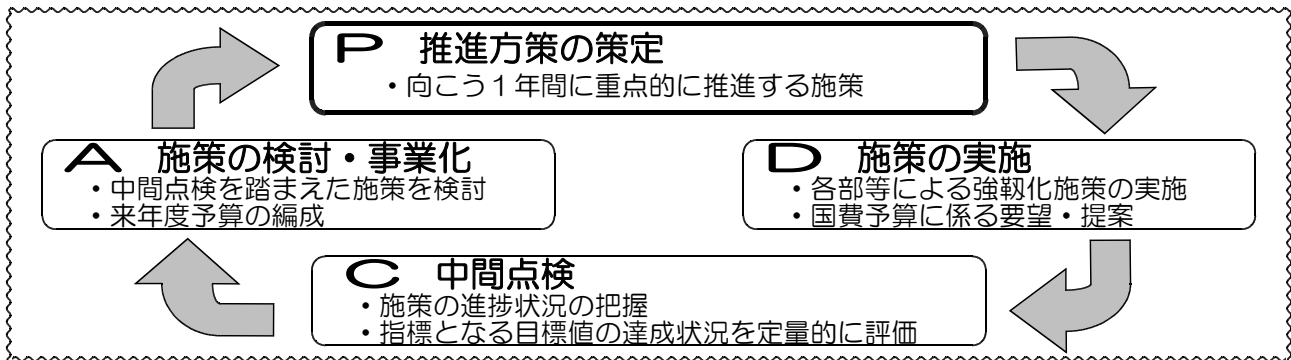 P 推進方策の策定
・向こう１年間に重点的に推進する施策
D 施策の実施
・各部等による強靱化施策の実施
・国費予算に係る要望・提案
C 中間点検
・施策の進捗状況の把握
・指標となる目標値の達成状況を定量的に評価
A 施策の検討・事業化
・中間点検を踏まえた施策を検討
・来年度予算の編成